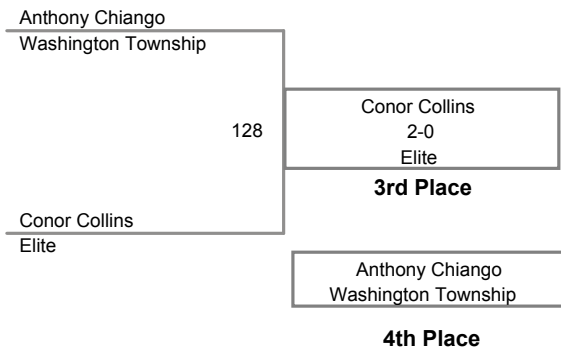 Anthony Chiango
Washington Township
128
Conor Collins
2-0
Elite
3rd Place
Conor Collins
Elite
Anthony Chiango
Washington Township
4th Place